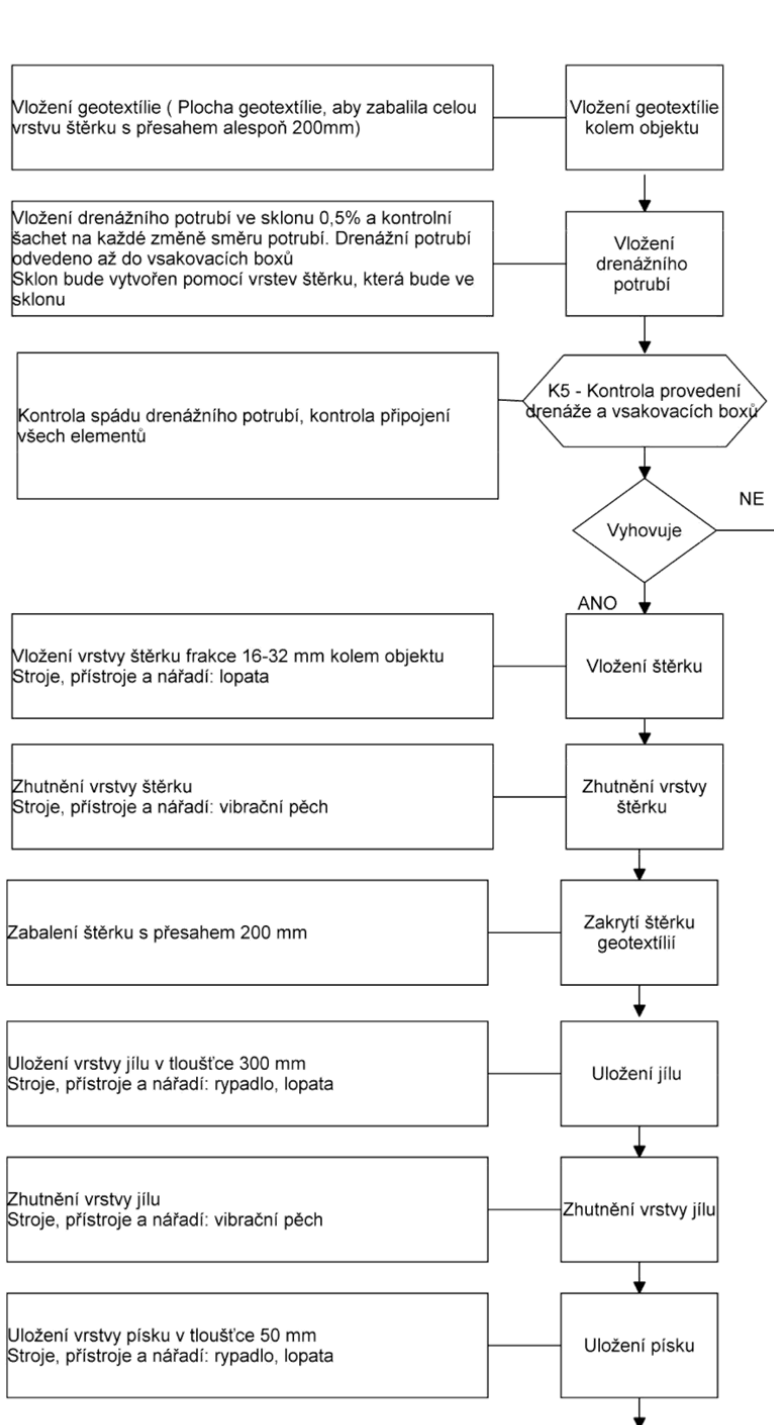 Vložení geotextílie ( Plocha geotextílie, aby zabalila celou
vrstvu štěrku s přesahem alespoň 200mm)
Vložení geotextílie
kolem objektu
Vložení drenážního potrubí ve sklonu 0,5% a kontrolní
šachet na každé změně směru potrubí. Drenážní potrubí
odvedeno až do vsakovacích boxů
Sklon bude vytvořen pomocí vrstev štěrku, která bude ve
sklonu
Vložení
drenážního
potrubí
Kontrola spádu drenážního potrubí, kontrola připojení
všech elementů
K5 - Kontrola provedení
drenáže a vsakovacích boxů
Vyhovuje
NE
ANO
Vložení vrstvy štěrku frakce 16-32 mm kolem objektu
Stroje, přístroje a nářadí: lopata
Vložení štěrku
Zhutnění vrstvy štěrku
Stroje, přístroje a nářadí: vibrační pěch
Zhutnění vrstvy
štěrku
Zabalení štěrku s přesahem 200 mm
Zakrytí štěrku
geotextílií
Uložení vrstvy jílu v tloušťce 300 mm
Stroje, přístroje a nářadí: rypadlo, lopata
Uložení jílu
Zhutnění vrstvy jílu
Stroje, přístroje a nářadí: vibrační pěch
Zhutnění vrstvy jílu
Uložení vrstvy písku v tloušťce 50 mm
Stroje, přístroje a nářadí: rypadlo, lopata
Uložení písku